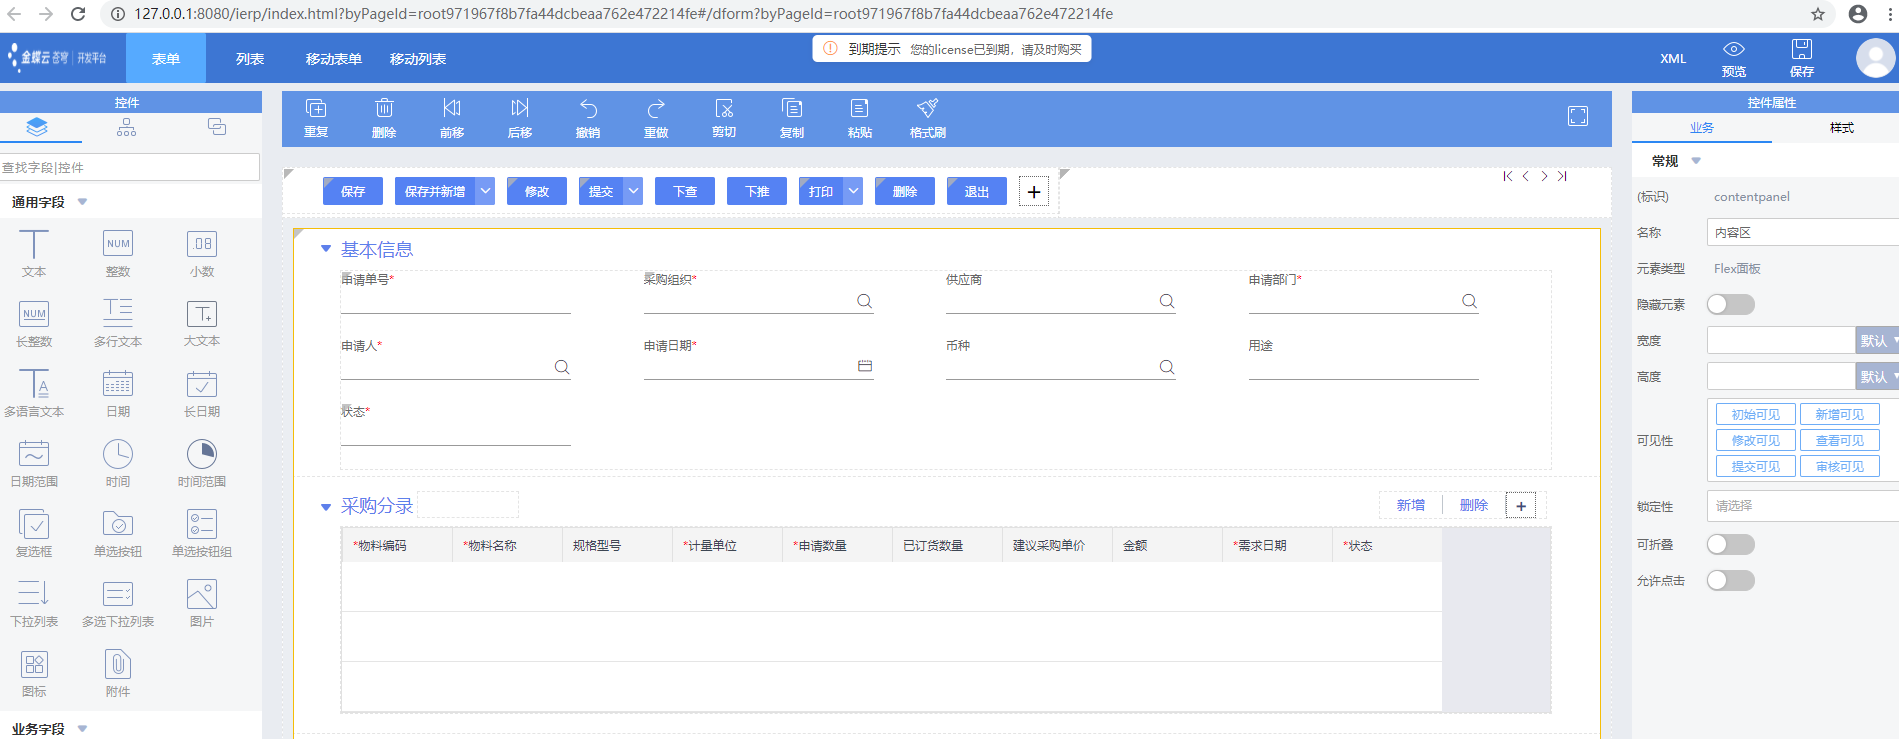 127.0.0.1:8080/ierp/index.html?byPageId=root971967f8b7fa44dcbeaa762e472214fe#/dform?byPageId=root971967f8b7fa44dcbeaa762e472214fe
金蝶云 苍穹 | 开发平台 表单 列表 移动表单 移动列表 到期提示 您的license已到期，请及时购买 XML 预览 保存
控件
查找字段|控件
通用字段
文本 整数 小数
长整数 多行文本 大文本
多语言文本 日期 长日期
日期范围 时间 时间范围
复选框 单选按钮 单选按钮组
下拉列表 多选下拉列表 图片
图标 附件
业务字段
重复 删除 前移 后移 撤销 重做 剪切 复制 粘贴 格式刷
保存 保存并新增 修改 提交 下查 下推 打印 删除 退出
基本信息
申请单号* 采购组织* 供应商 申请部门*
申请人* 申请日期* 币种 用途
状态*
采购分录 新增 删除
*物料编码 *物料名称 规格型号 *计量单位 *申请数量 已订货数量 建议采购单价 金额 *需求日期 *状态
控件属性
业务 样式
常规
(标识) contentpanel
名称 内容区
元素类型 Flex面板
隐藏元素
宽度 默认
高度 默认
可见性 初始可见 新增可见
修改可见 查看可见
提交可见 审核可见
锁定性 请选择
可折叠
允许点击